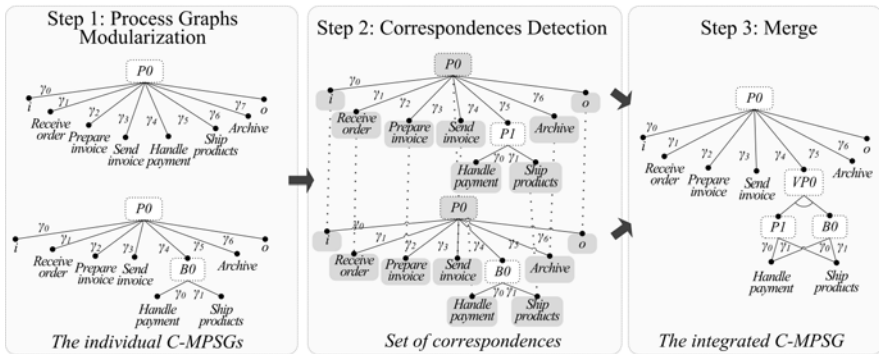 Step 1: Process Graphs
Modularization
P0
γ0
γ1
γ2
γ3
γ4
γ5
γ6
γ7
i
o
Receive
order
Prepare
invoice
Send
invoice
Handle
payment
Ship
products
Archive
P0
γ0
γ1
γ2
γ3
γ4
γ5
γ6
i
o
Receive
order
Prepare
invoice
Send
invoice
B0
Archive
γ0 γ1
Handle
payment
Ship
products
The individual C-MPSGs
Step 2: Correspondences Detection
P0
γ0
γ1
γ2
γ3
γ4
γ5
γ6
i
o
Receive
order
Prepare
invoice
Send
invoice
P1
Archive
γ0 γ1
Handle
payment
Ship
products
P0
γ0
γ1
γ2
γ3
γ4
γ5
γ6
i
o
Receive
order
Prepare
invoice
Send
invoice
B0
Archive
γ0 γ1
Handle
payment
Ship
products
Set of correspondences
Step 3: Merge
P0
γ0
γ1
γ2
γ3
γ4
γ5
γ6
i
o
Receive
order
Prepare
invoice
Send
invoice
VP0
Archive
P1
B0
γ0 γ1 γ0 γ1
Handle
payment
Ship
products
The integrated C-MPSG